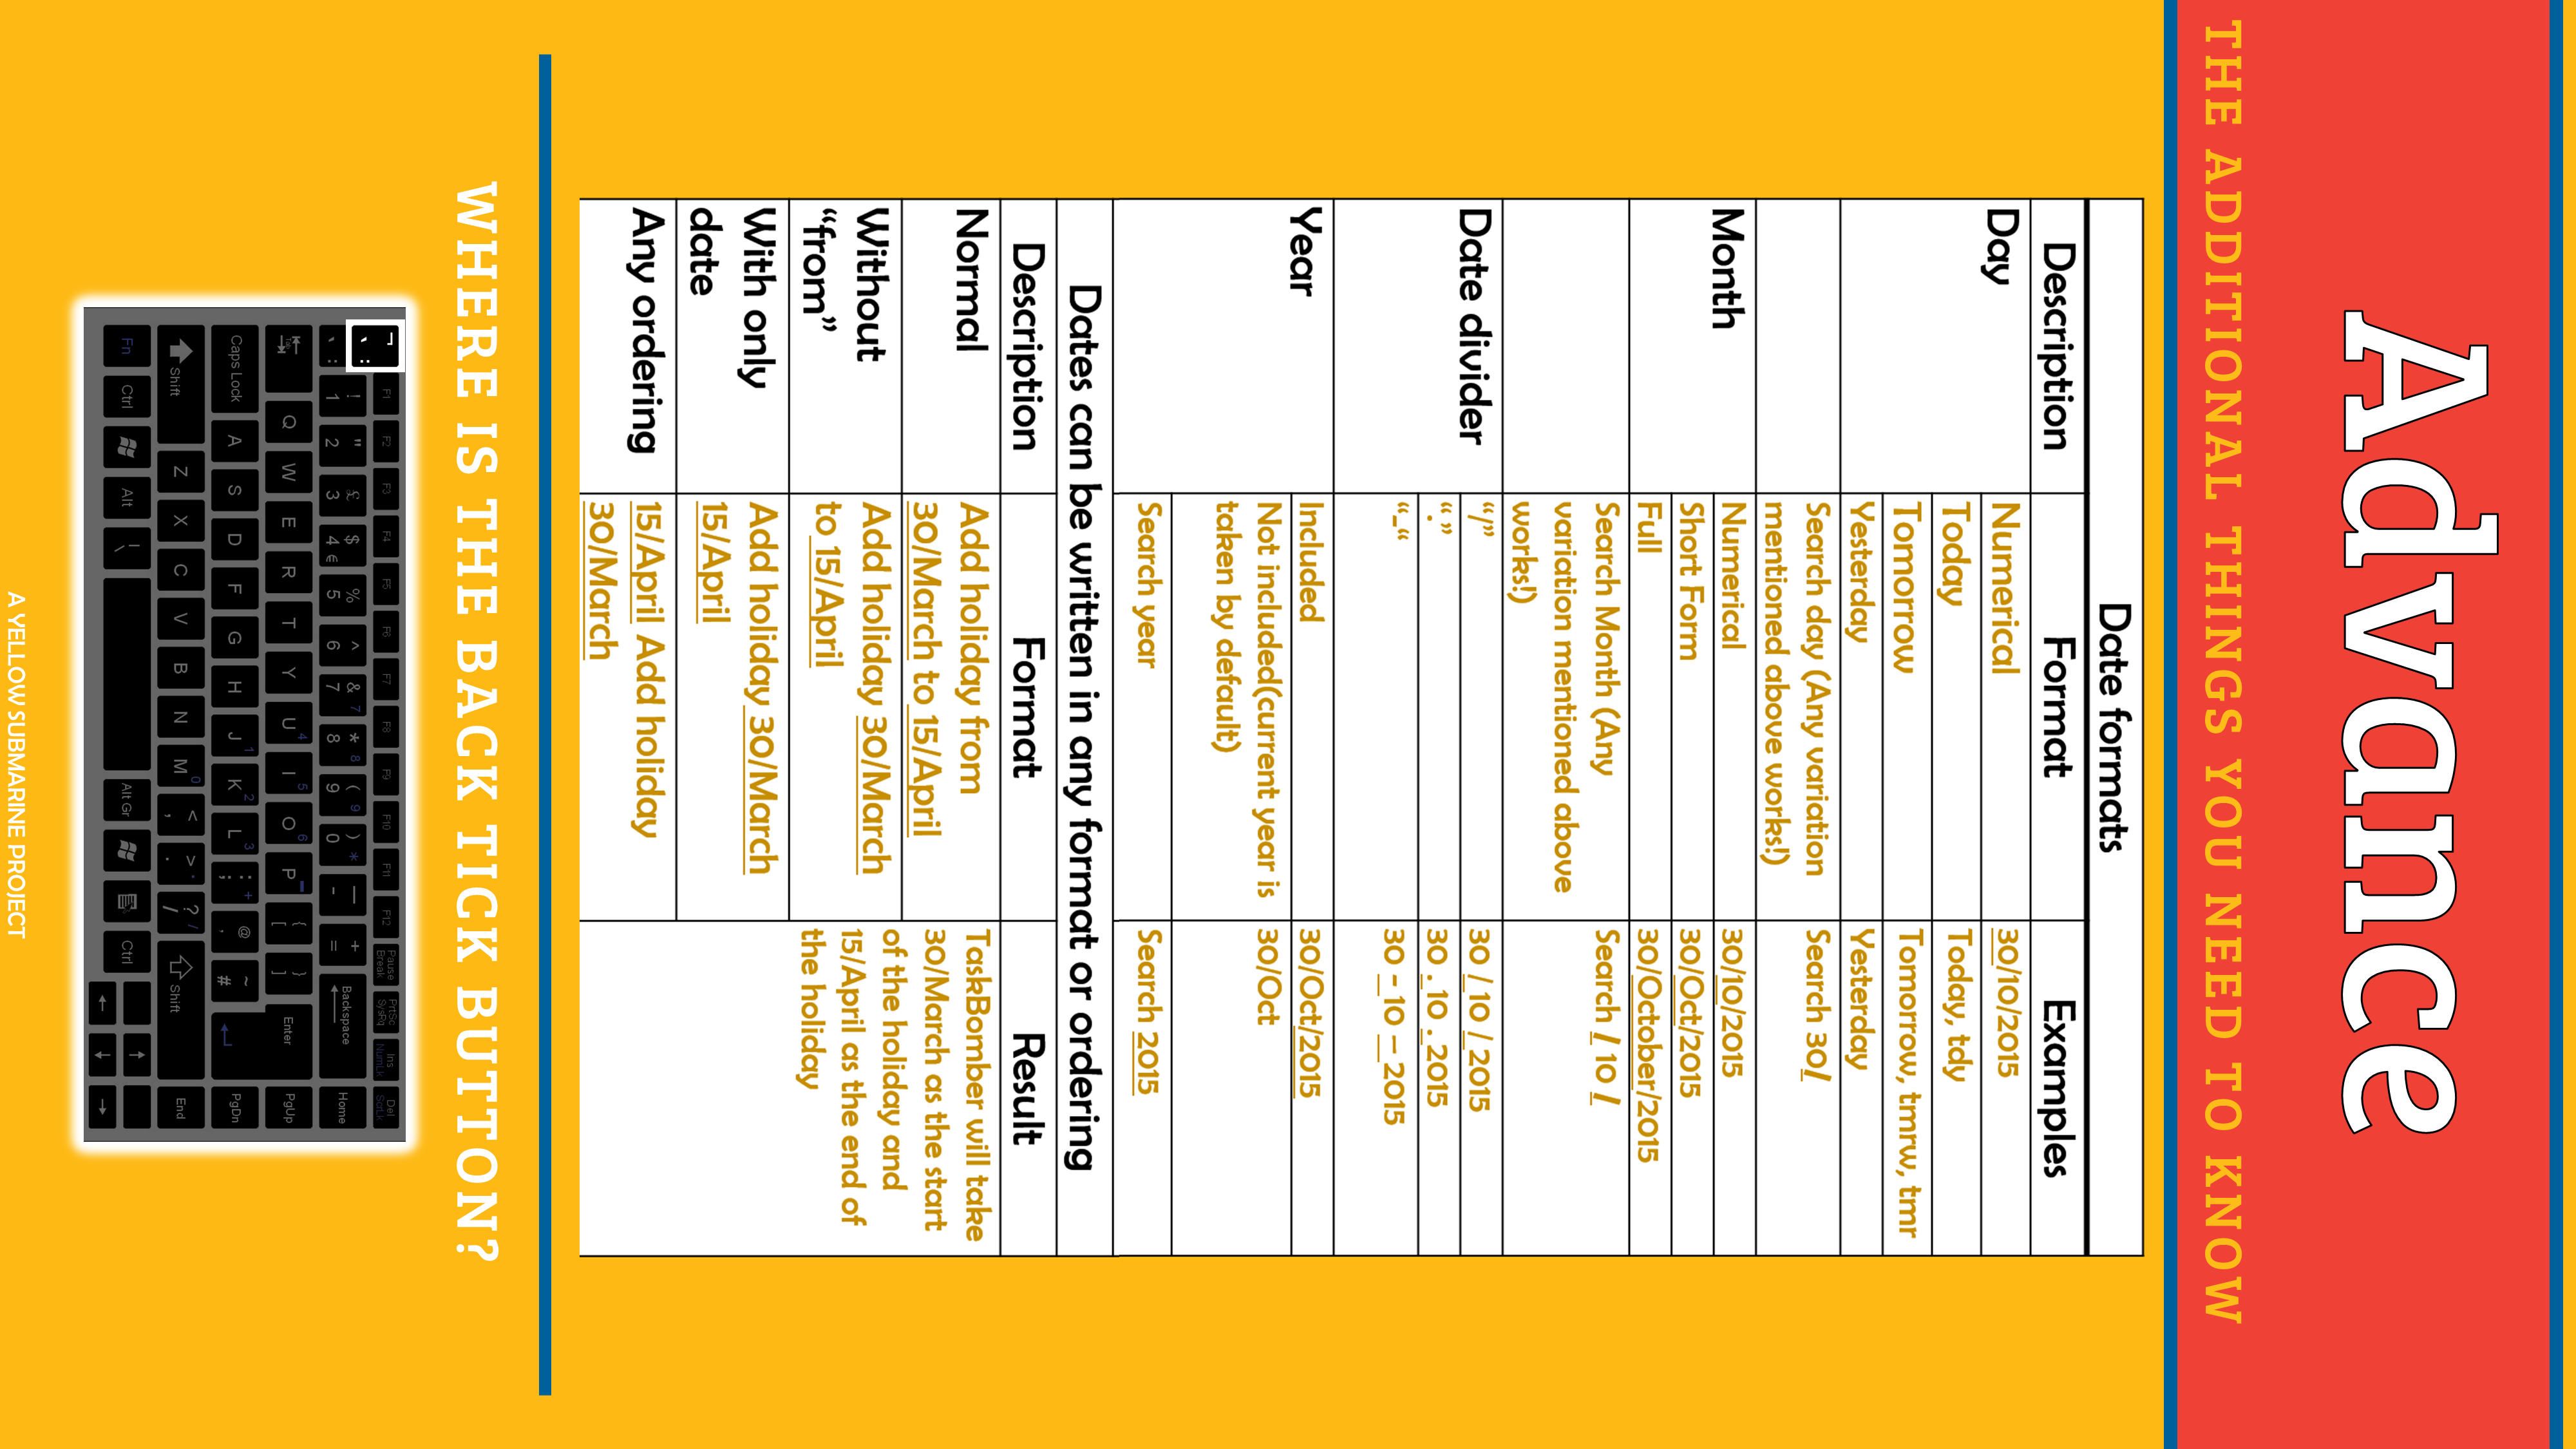 Advance
THE ADDITIONAL THINGS YOU NEED TO KNOW
Date formats
Description Format Examples
Day Numerical 30/10/2015
Today Today, tdy
Tomorrow Tomorrow, tmrw, tmr
Yesterday Yesterday
Search day (Any variation Search 30/
mentioned above works!)
Month Numerical 30/10/2015
Short Form 30/Oct/2015
Full 30/October/2015
Search Month (Any Search / 10 /
variation mentioned above
works!)
Date divider “/” 30 / 10 / 2015
“.” 30 . 10 . 2015
“-“ 30 - 10 – 2015
Year Included 30/Oct/2015
Not included(current year is 30/Oct
taken by default)
Search year Search 2015
Dates can be written in any format or ordering
Description Format Result
Normal Add holiday from TaskBomber will take
30/March to 15/April 30/March as the start
Without Add holiday 30/March of the holiday and
“from” to 15/April 15/April as the end of
the holiday
With only Add holiday 30/March
date 15/April
Any ordering 15/April Add holiday
30/March
WHERE IS THE BACK TICK BUTTON?
¬ ` ¦
F1 F2 F3 F4 F5 F6 F7 F8 F9 F10 F11 F12 Pause Break PrtSc SysRq Ins NumLk Del ScrLk
! 1 " 2 £ 3 $ 4 € % 5 ^ 6 & 7 7 * 8 8 ( 9 9 ) 0 * _ - + = Backspace Home
Tab Q W E R T Y U 4 I 5 O 6 P - { [ } ] Enter PgUp
Caps Lock A S D F G H J 1 K 2 L 3 : ; + @ ' ~ # PgDn
Shift Z X C V B N M 0 < , > . . ? / / Shift End
Fn Ctrl Alt | \ Alt Gr Ctrl
A YELLOW SUBMARINE PROJECT